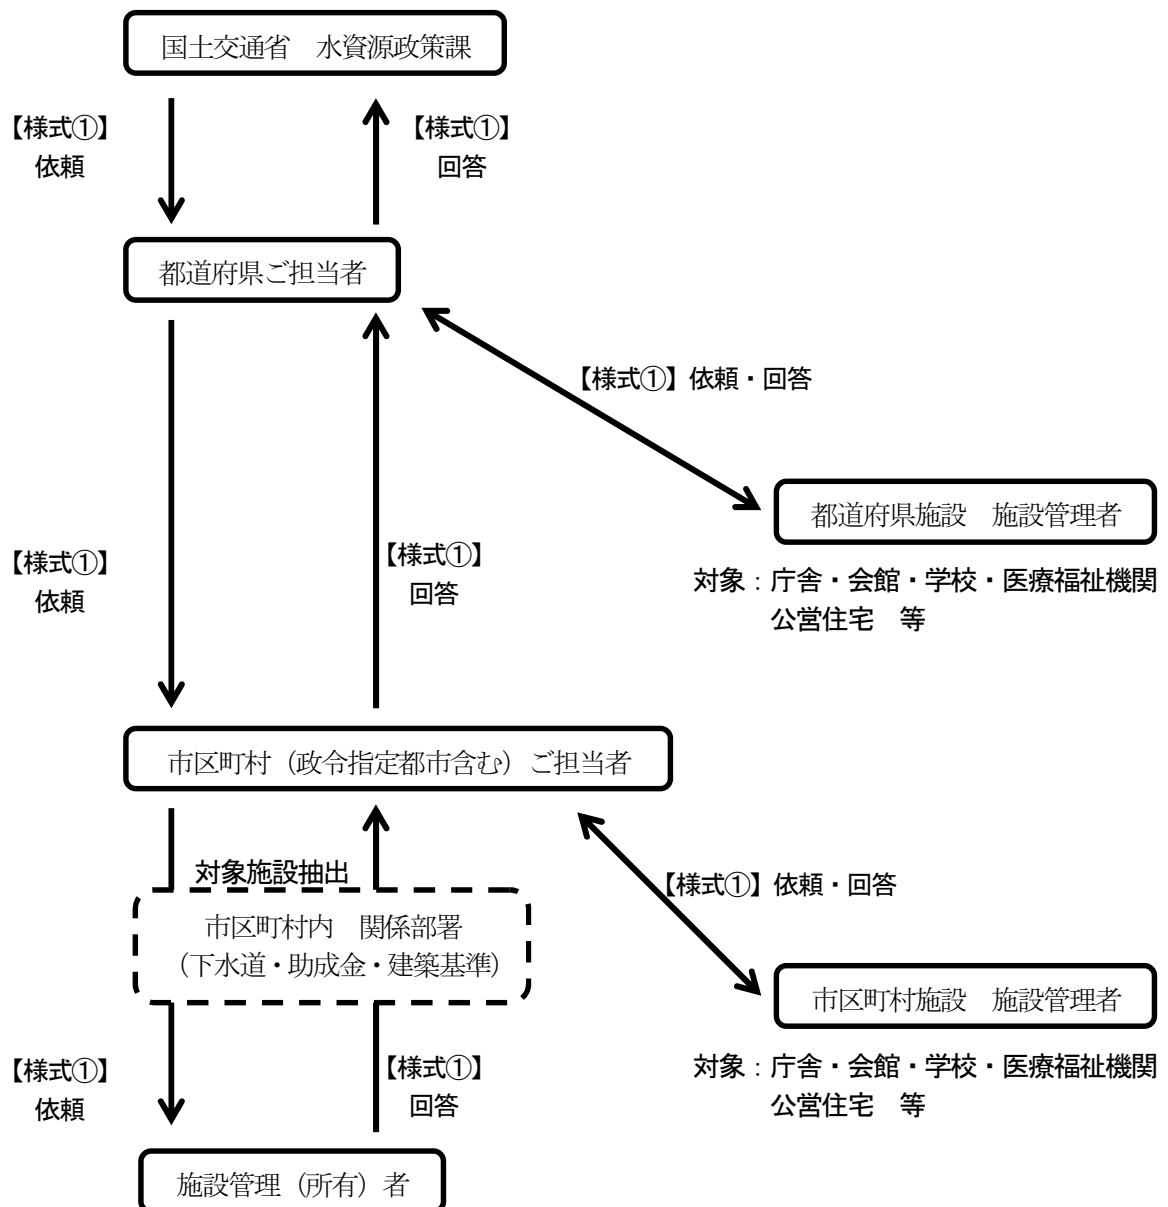 国土交通省　水資源政策課
【様式①】
依頼
【様式①】
回答
都道府県ご担当者
【様式①】依頼・回答
都道府県施設　施設管理者
対象：庁舎・会館・学校・医療福祉機関
公営住宅　等
【様式①】
依頼
【様式①】
回答
市区町村（政令指定都市含む）ご担当者
対象施設抽出
市区町村内　関係部署
（下水道・助成金・建築基準）
【様式①】依頼・回答
市区町村施設　施設管理者
対象：庁舎・会館・学校・医療福祉機関
公営住宅　等
【様式①】
依頼
【様式①】
回答
施設管理（所有）者